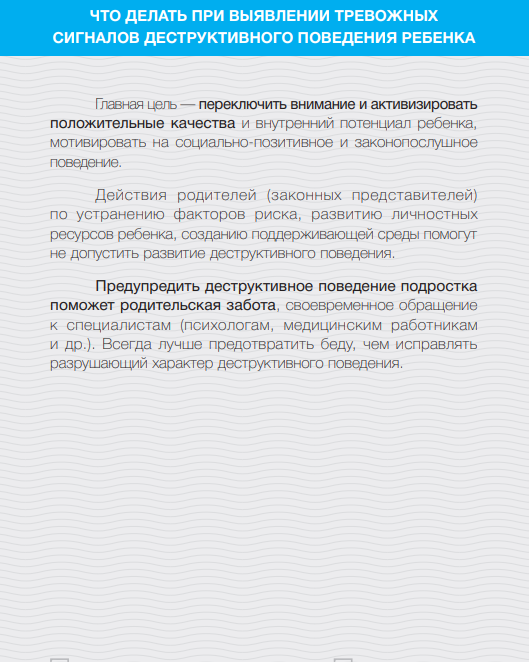 ЧТО ДЕЛАТЬ ПРИ ВЫЯВЛЕНИИ ТРЕВОЖНЫХ
СИГНАЛОВ ДЕСТРУКТИВНОГО ПОВЕДЕНИЯ РЕБЕНКА
Главная цель — переключить внимание и активизировать
положительные качества и внутренний потенциал ребенка,
мотивировать на социально-позитивное и законопослушное
поведение.
Действия родителей (законных представителей)
по устранению факторов риска, развитию личностных
ресурсов ребенка, созданию поддерживающей среды помогут
не допустить развитие деструктивного поведения.
Предупредить деструктивное поведение подростка
поможет родительская забота, своевременное обращение
к специалистам (психологам, медицинским работникам
и др.). Всегда лучше предотвратить беду, чем исправлять
разрушающий характер деструктивного поведения.